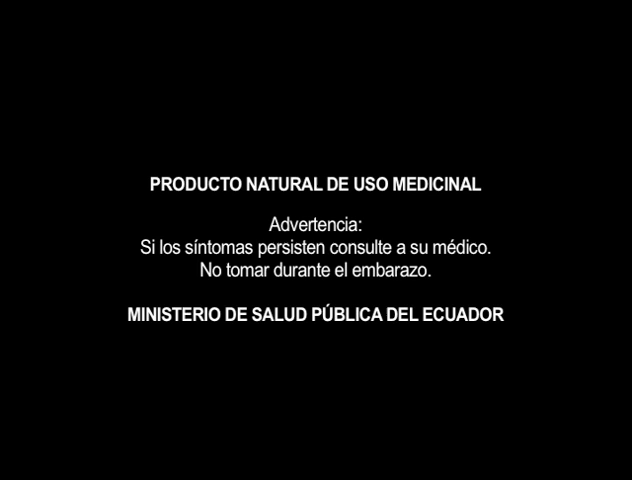 PRODUCTO NATURAL DE USO MEDICINAL
Advertencia:
Si los síntomas persisten consulte a su médico.
No tomar durante el embarazo.
MINISTERIO DE SALUD PÚBLICA DEL ECUADOR